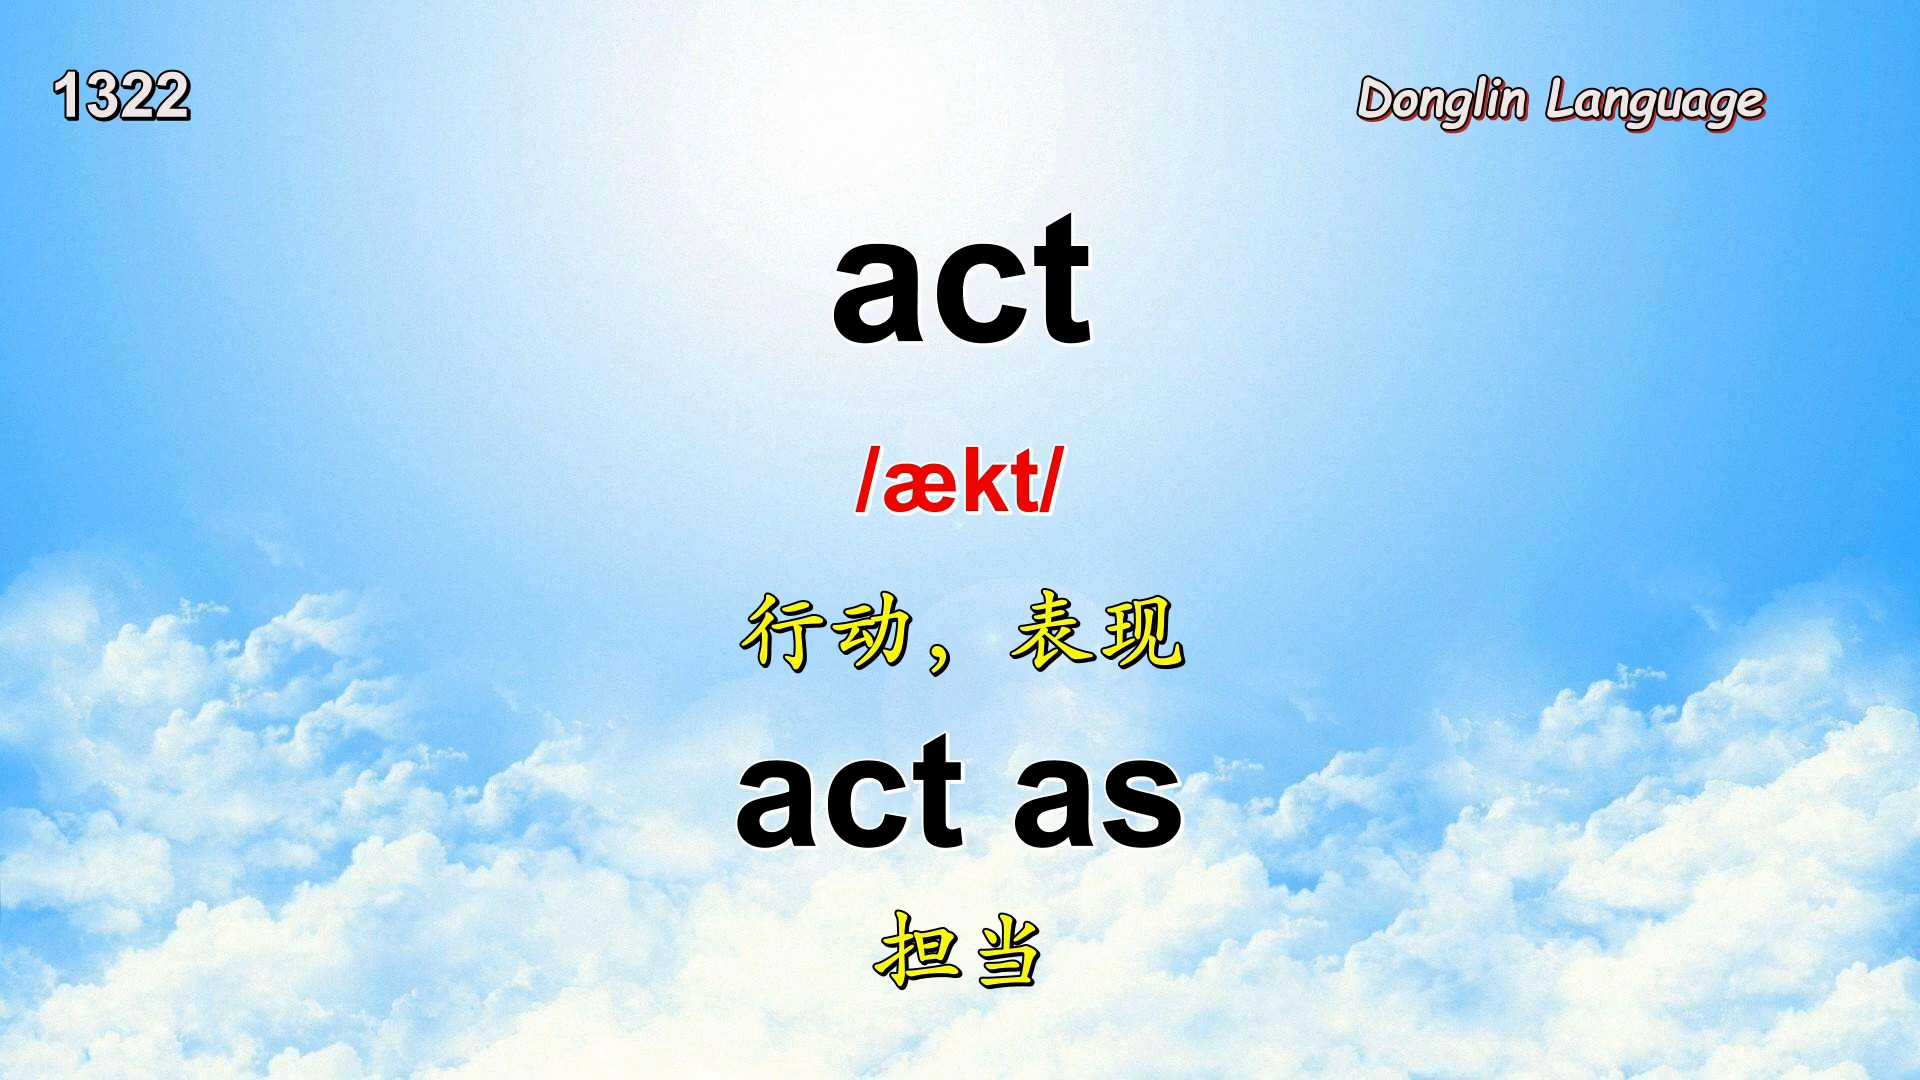 1322
Donglin Language
act
/ækt/
行动，表现
act as
担当